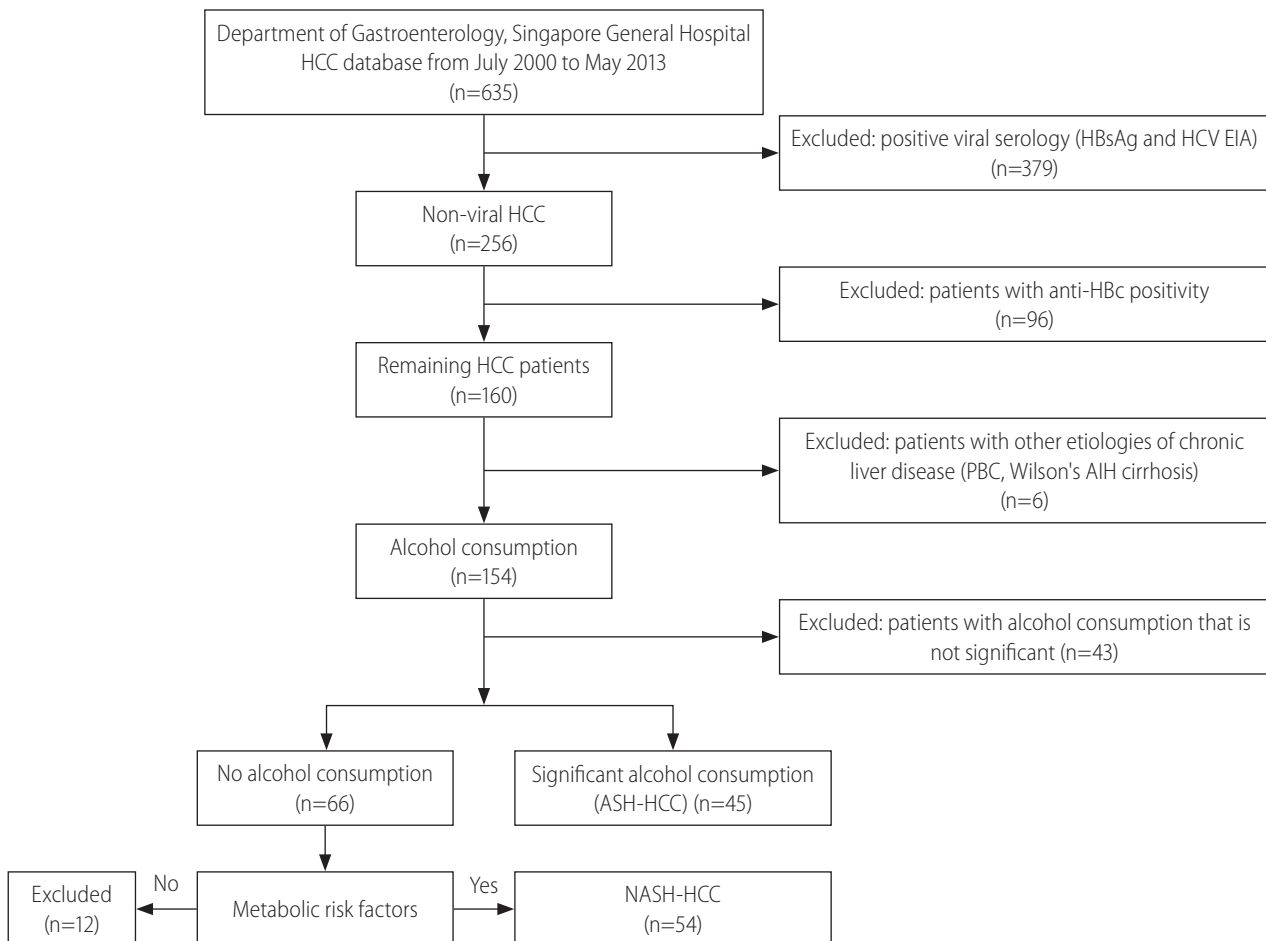 Department of Gastroenterology, Singapore General Hospital
HCC database from July 2000 to May 2013
(n=635)
Excluded: positive viral serology (HBsAg and HCV EIA)
(n=379)
Non-viral HCC
(n=256)
Excluded: patients with anti-HBc positivity
(n=96)
Remaining HCC patients
(n=160)
Excluded: patients with other etiologies of chronic
liver disease (PBC, Wilson's AIH cirrhosis)
(n=6)
Alcohol consumption
(n=154)
Excluded: patients with alcohol consumption that is
not significant (n=43)
No alcohol consumption
(n=66)
Significant alcohol consumption
(ASH-HCC) (n=45)
Excluded
(n=12)
No
Metabolic risk factors
Yes
NASH-HCC
(n=54)